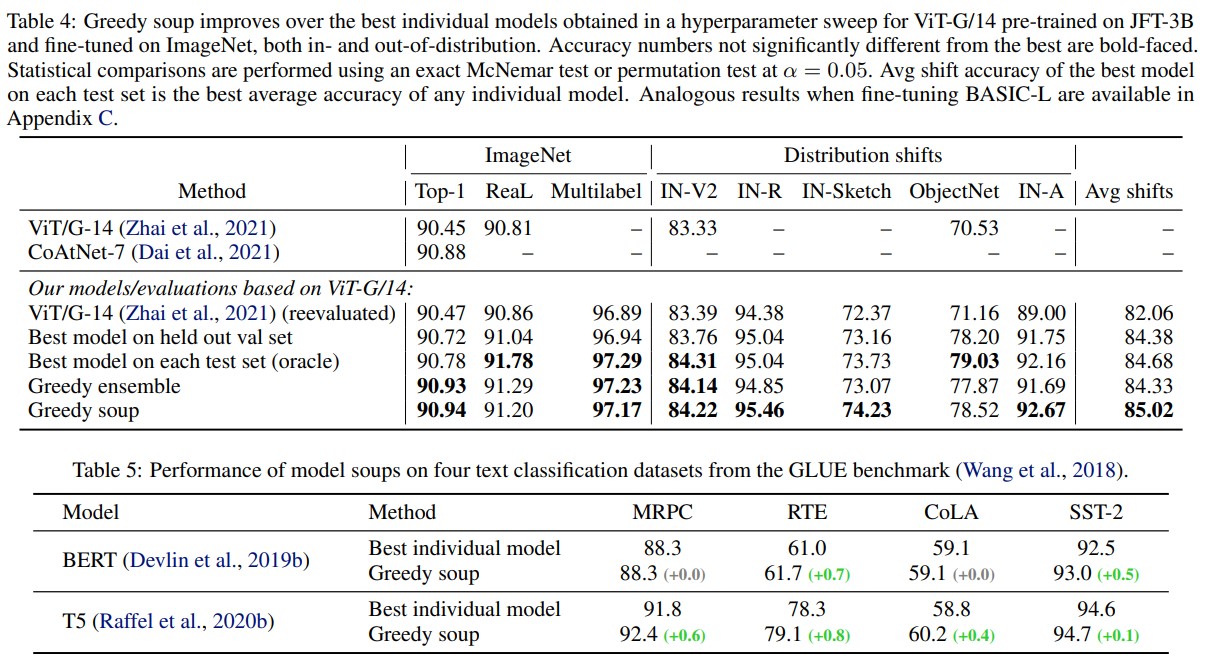 Table 4: Greedy soup improves over the best individual models obtained in a hyperparameter sweep for ViT-G/14 pre-trained on JFT-3B
and fine-tuned on ImageNet, both in- and out-of-distribution. Accuracy numbers not significantly different from the best are bold-faced.
Statistical comparisons are performed using an exact McNemar test or permutation test at α = 0.05. Avg shift accuracy of the best model
on each test set is the best average accuracy of any individual model. Analogous results when fine-tuning BASIC-L are available in
Appendix C.
ImageNet Distribution shifts
Method Top-1 ReaL Multilabel IN-V2 IN-R IN-Sketch ObjectNet IN-A Avg shifts
ViT/G-14 (Zhai et al., 2021) 90.45 90.81 – 83.33 – – 70.53 – –
CoAtNet-7 (Dai et al., 2021) 90.88 – – – – – – – –
Our models/evaluations based on ViT-G/14:
ViT/G-14 (Zhai et al., 2021) (reevaluated) 90.47 90.86 96.89 83.39 94.38 72.37 71.16 89.00 82.06
Best model on held out val set 90.72 91.04 96.94 83.76 95.04 73.16 78.20 91.75 84.38
Best model on each test set (oracle) 90.78 91.78 97.29 84.31 95.04 73.73 79.03 92.16 84.68
Greedy ensemble 90.93 91.29 97.23 84.14 94.85 73.07 77.87 91.69 84.33
Greedy soup 90.94 91.20 97.17 84.22 95.46 74.23 78.52 92.67 85.02
Table 5: Performance of model soups on four text classification datasets from the GLUE benchmark (Wang et al., 2018).
Model Method MRPC RTE CoLA SST-2
BERT (Devlin et al., 2019b) Best individual model 88.3 61.0 59.1 92.5
Greedy soup 88.3 (+0.0) 61.7 (+0.7) 59.1 (+0.0) 93.0 (+0.5)
T5 (Raffel et al., 2020b) Best individual model 91.8 78.3 58.8 94.6
Greedy soup 92.4 (+0.6) 79.1 (+0.8) 60.2 (+0.4) 94.7 (+0.1)